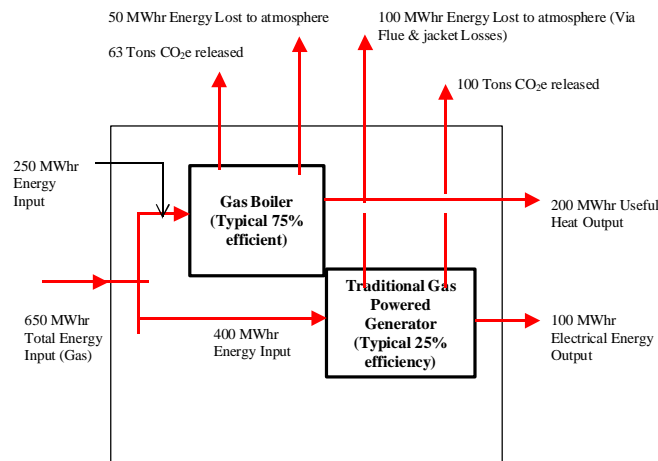 50 MWhr Energy Lost to atmosphere
63 Tons CO2e released
100 MWhr Energy Lost to atmosphere (Via
Flue & jacket Losses)
100 Tons CO2e released
250 MWhr
Energy
Input
Gas Boiler
(Typical 75%
efficient)
200 MWhr Useful
Heat Output
650 MWhr
Total Energy
Input (Gas)
400 MWhr
Energy Input
Traditional Gas
Powered
Generator
(Typical 25%
efficiency)
100 MWhr
Electrical Energy
Output